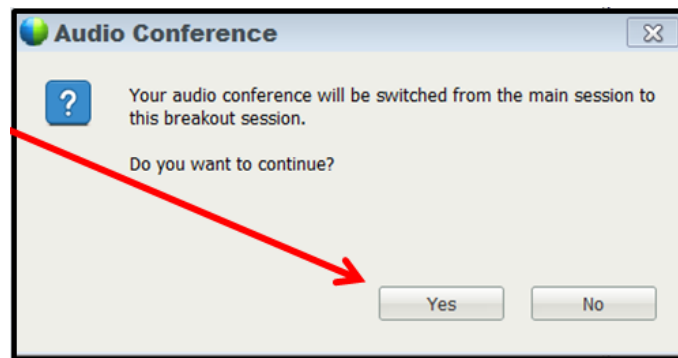 Audio Conference
?
Your audio conference will be switched from the main session to
this breakout session.
Do you want to continue?
Yes No